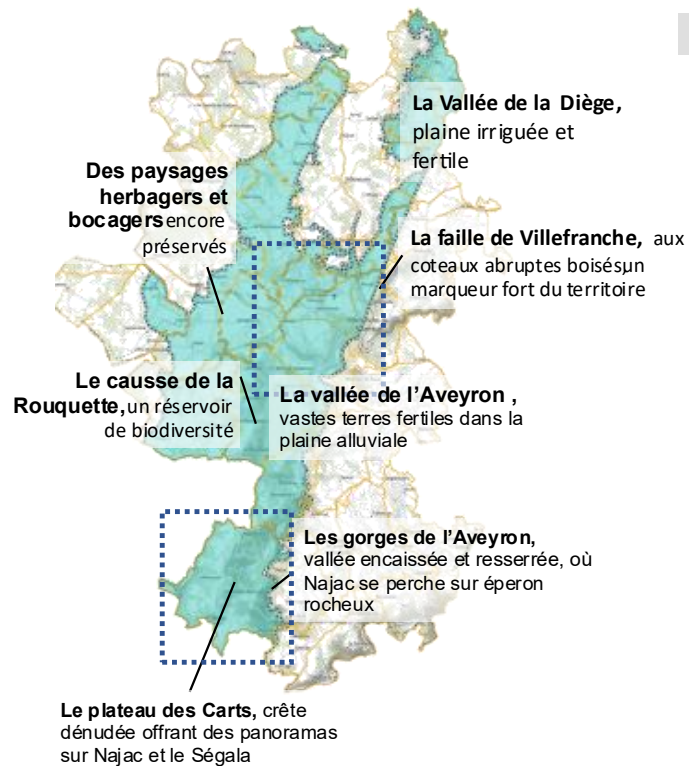 La Vallée de la Diège,
plaine irriguée et
fertile
Des paysages
herbagers et
bocagers encore
préservés
La faille de Villefranche, aux
coteaux abruptes boisésµn
marqueur fort du territoire
Le causse de la
Rouquette,un réservoir
de biodiversité
La vallée de l’Aveyron ,
vastes terres fertiles dans la
plaine alluviale
Les gorges de l’Aveyron,
vallée encaissée et resserrée, où
Najac se perche sur éperon
rocheux
Le plateau des Carts, crête
dénudée offrant des panoramas
sur Najac et le Ségala